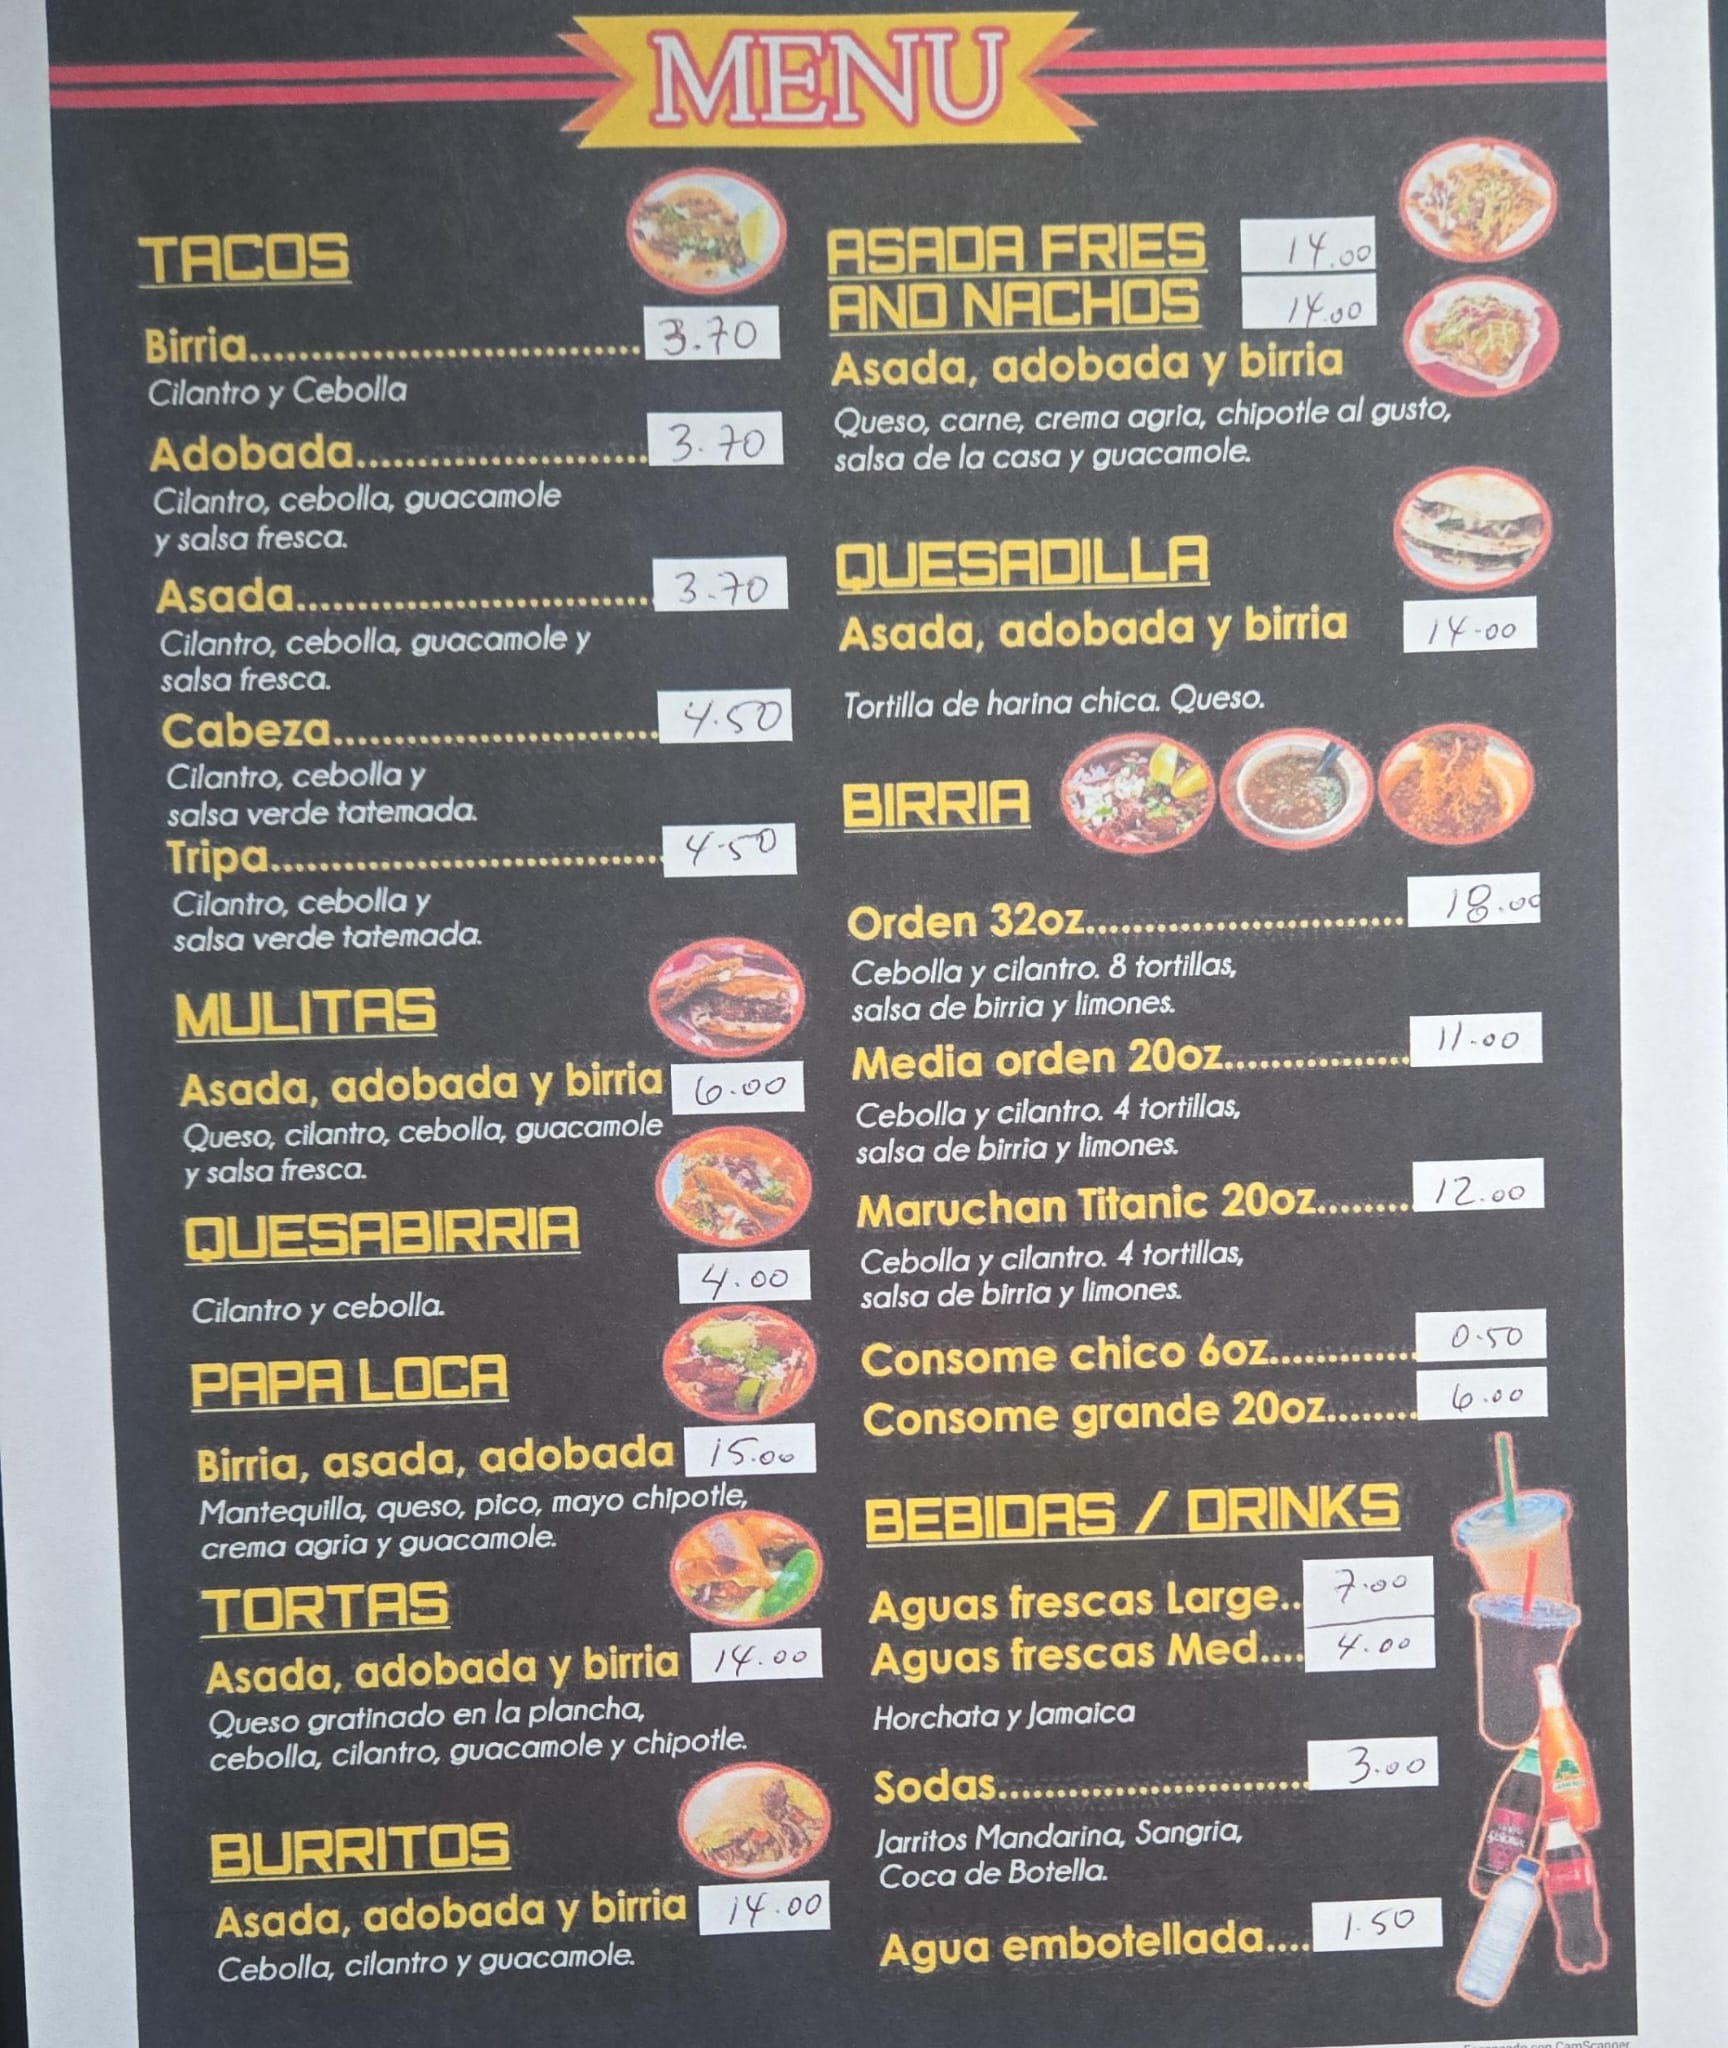 MENU
TACOS
Birria.................................. 3.70
Cilantro y Cebolla
Adobada........................ 3.70
Cilantro, cebolla, guacamole
y salsa fresca.
Asada............................. 3.70
Cilantro, cebolla, guacamole y
salsa fresca.
Cabeza........................... 4.50
Cilantro, cebolla y
salsa verde tatemada.
Tripa................................ 4.50
Cilantro, cebolla y
salsa verde tatemada.
MULITAS
Asada, adobada y birria 6.00
Queso, cilantro, cebolla, guacamole
y salsa fresca.
QUESABIRRIA
4.00
Cilantro y cebolla.
PAPA LOCA
Birria, asada, adobada 15.00
Mantequilla, queso, pico, mayo chipotle,
crema agria y guacamole.
TORTAS
Asada, adobada y birria 14.00
Queso gratinado en la plancha,
cebolla, cilantro, guacamole y chipotle.
BURRITOS
Asada, adobada y birria 14.00
Cebolla, cilantro y guacamole.
ASADA FRIES 14.00
AND NACHOS 14.00
Asada, adobada y birria
Queso, carne, crema agria, chipotle al gusto,
salsa de la casa y guacamole.
QUESADILLA
Asada, adobada y birria 14.00
Tortilla de harina chica. Queso.
BIRRIA
Orden 32oz.......................... 18.00
Cebolla y cilantro. 8 tortillas,
salsa de birria y limones.
Media orden 20oz............... 11.00
Cebolla y cilantro. 4 tortillas,
salsa de birria y limones.
Maruchan Titanic 20oz........ 12.00
Cebolla y cilantro. 4 tortillas,
salsa de birria y limones.
Consome chico 6oz............. 0.50
Consome grande 20oz........ 6.00
BEBIDAS / DRINKS
Aguas frescas Large.. 7.00
Aguas frescas Med.... 4.00
Horchata y Jamaica
Sodas......................... 3.00
Jarritos Mandarina, Sangria,
Coca de Botella.
Agua embotellada.... 1.50
CamScanner